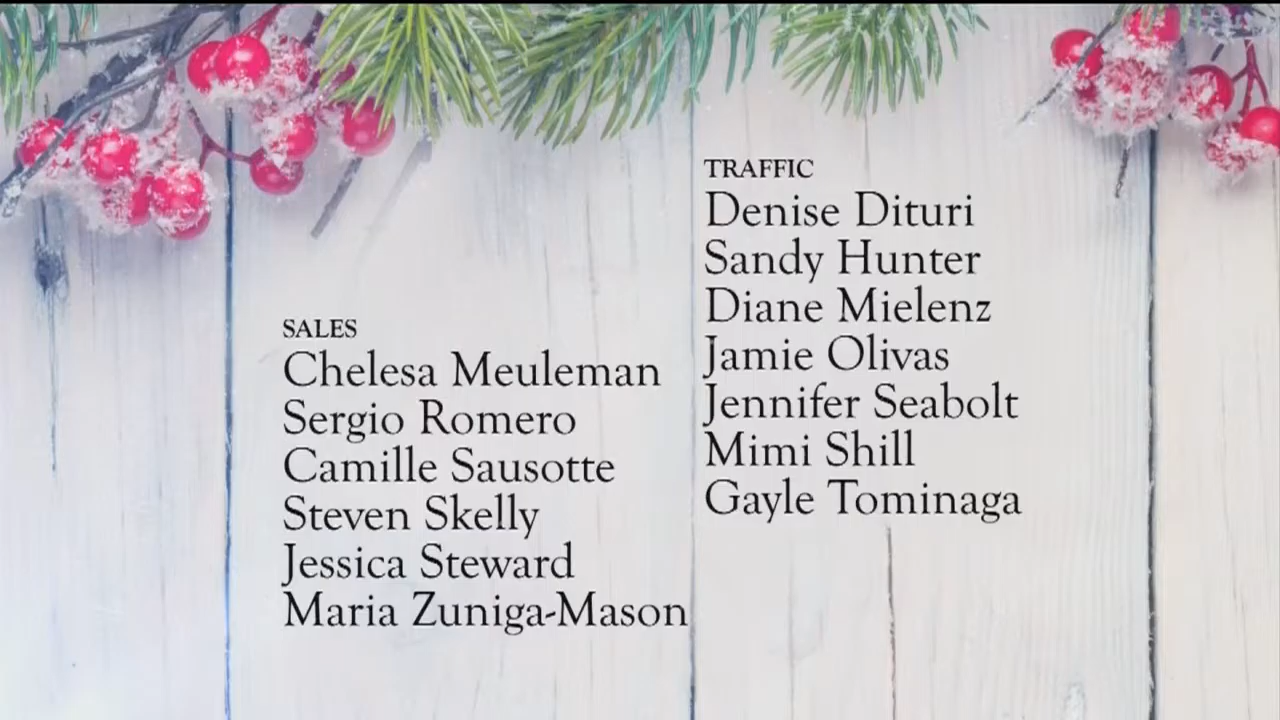 SALES
Chelesa Meuleman
Sergio Romero
Camille Sausotte
Steven Skelly
Jessica Steward
Maria Zuniga-Mason
TRAFFIC
Denise Dituri
Sandy Hunter
Diane Mielenz
Jamie Olivas
Jennifer Seabolt
Mimi Shill
Gayle Tominaga